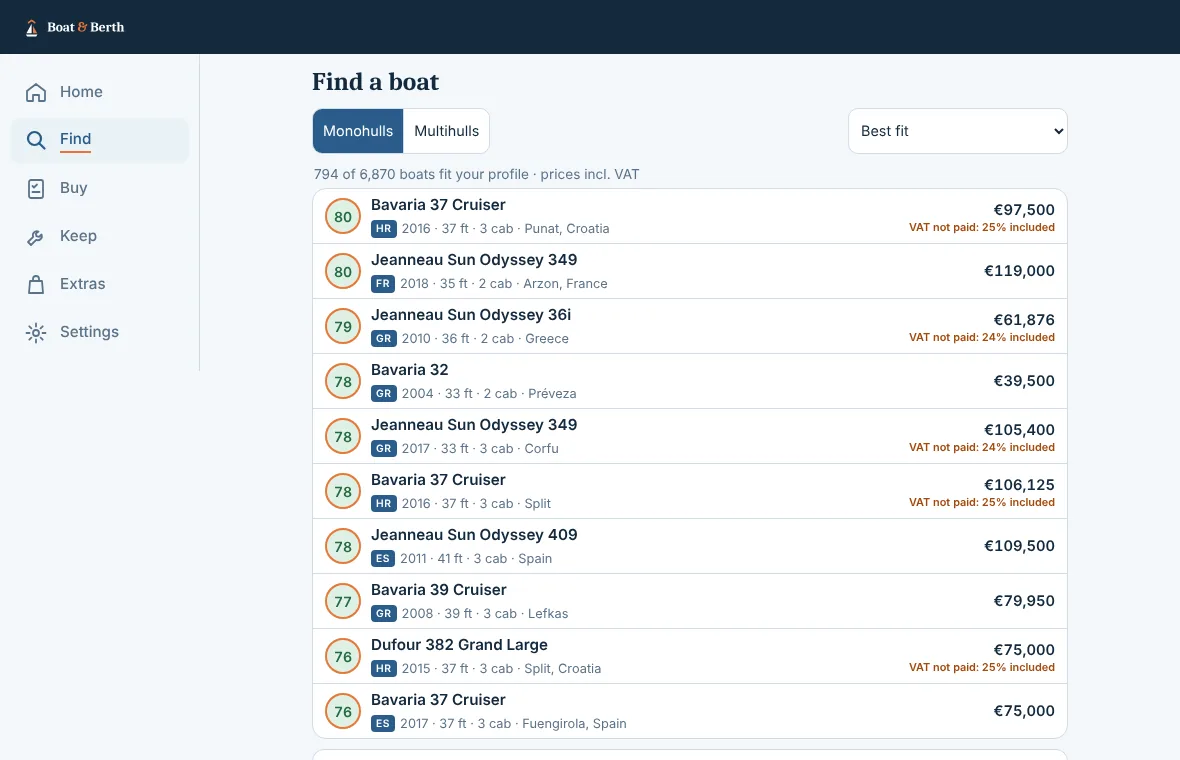 Boat & Berth
Home
Find
Buy
Keep
Extras
Settings
Find a boat
Monohulls
Multihulls
Best fit
794 of 6,870 boats fit your profile · prices incl. VAT
80
Bavaria 37 Cruiser
HR 2016 · 37 ft · 3 cab · Punat, Croatia
€97,500
VAT not paid: 25% included
80
Jeanneau Sun Odyssey 349
FR 2018 · 35 ft · 2 cab · Arzon, France
€119,000
79
Jeanneau Sun Odyssey 36i
GR 2010 · 36 ft · 2 cab · Greece
€61,876
VAT not paid: 24% included
78
Bavaria 32
GR 2004 · 33 ft · 2 cab · Préveza
€39,500
78
Jeanneau Sun Odyssey 349
GR 2017 · 33 ft · 3 cab · Corfu
€105,400
VAT not paid: 24% included
78
Bavaria 37 Cruiser
HR 2016 · 37 ft · 3 cab · Split
€106,125
VAT not paid: 25% included
78
Jeanneau Sun Odyssey 409
ES 2011 · 41 ft · 3 cab · Spain
€109,500
77
Bavaria 39 Cruiser
GR 2008 · 39 ft · 3 cab · Lefkas
€79,950
76
Dufour 382 Grand Large
HR 2015 · 37 ft · 3 cab · Split, Croatia
€75,000
VAT not paid: 25% included
76
Bavaria 37 Cruiser
ES 2017 · 37 ft · 3 cab · Fuengirola, Spain
€75,000